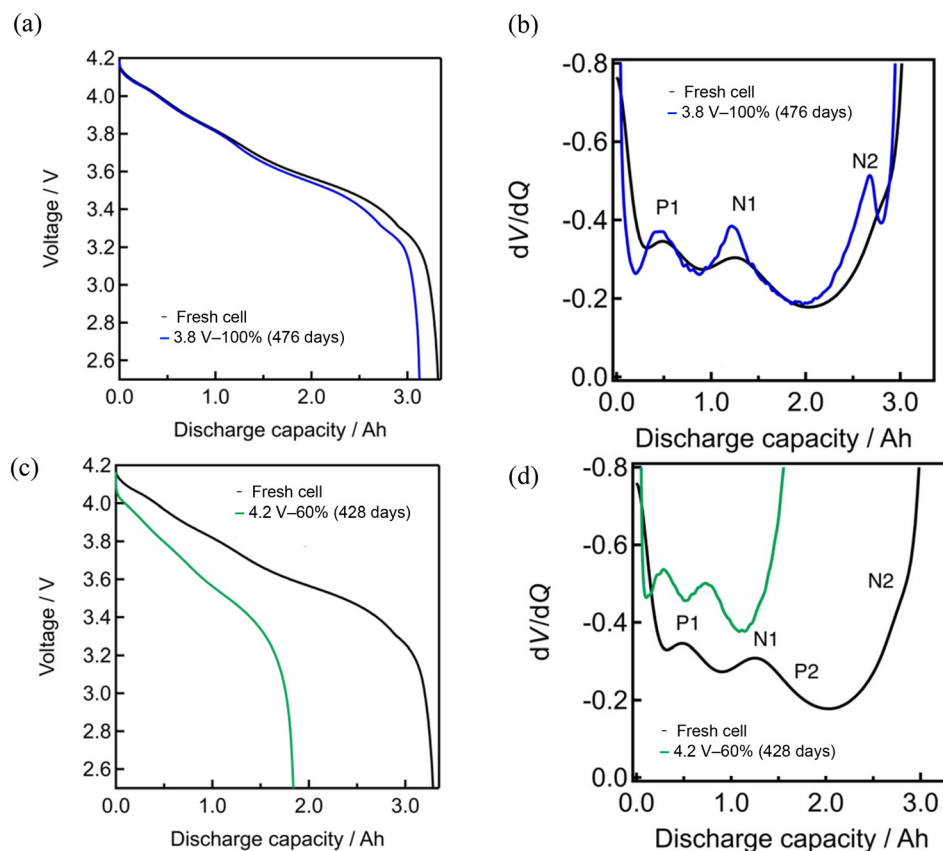 (a)
4.2
4.0
3.8
3.6
3.4
3.2
3.0
2.8
2.6
Voltage / V
- Fresh cell
3.8 V–100% (476 days)
0.0 1.0 2.0 3.0
Discharge capacity / Ah
(b)
-0.8
-0.6
-0.4
-0.2
0.0
dV/dQ
- Fresh cell
3.8 V–100% (476 days)
P1
N1
N2
0.0 1.0 2.0 3.0
Discharge capacity / Ah
(c)
4.2
4.0
3.8
3.6
3.4
3.2
3.0
2.8
2.6
Voltage / V
- Fresh cell
4.2 V–60% (428 days)
0.0 1.0 2.0 3.0
Discharge capacity / Ah
(d)
-0.8
-0.6
-0.4
-0.2
0.0
dV/dQ
N2
P1
N1
P2
- Fresh cell
4.2 V–60% (428 days)
0.0 1.0 2.0 3.0
Discharge capacity / Ah